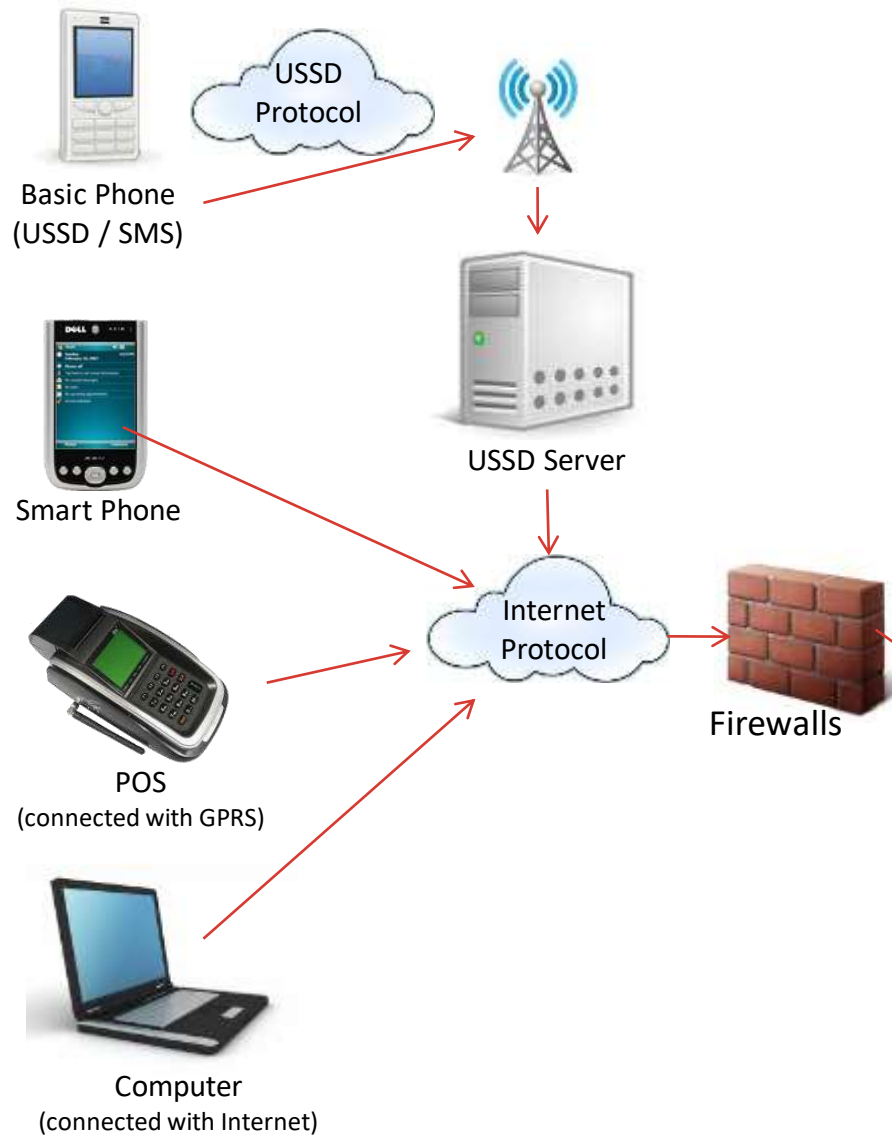 USSD
Protocol
Basic Phone
(USSD / SMS)
DELL
USSD Server
Smart Phone
Internet
Protocol
Firewalls
POS
(connected with GPRS)
Computer
(connected with Internet)